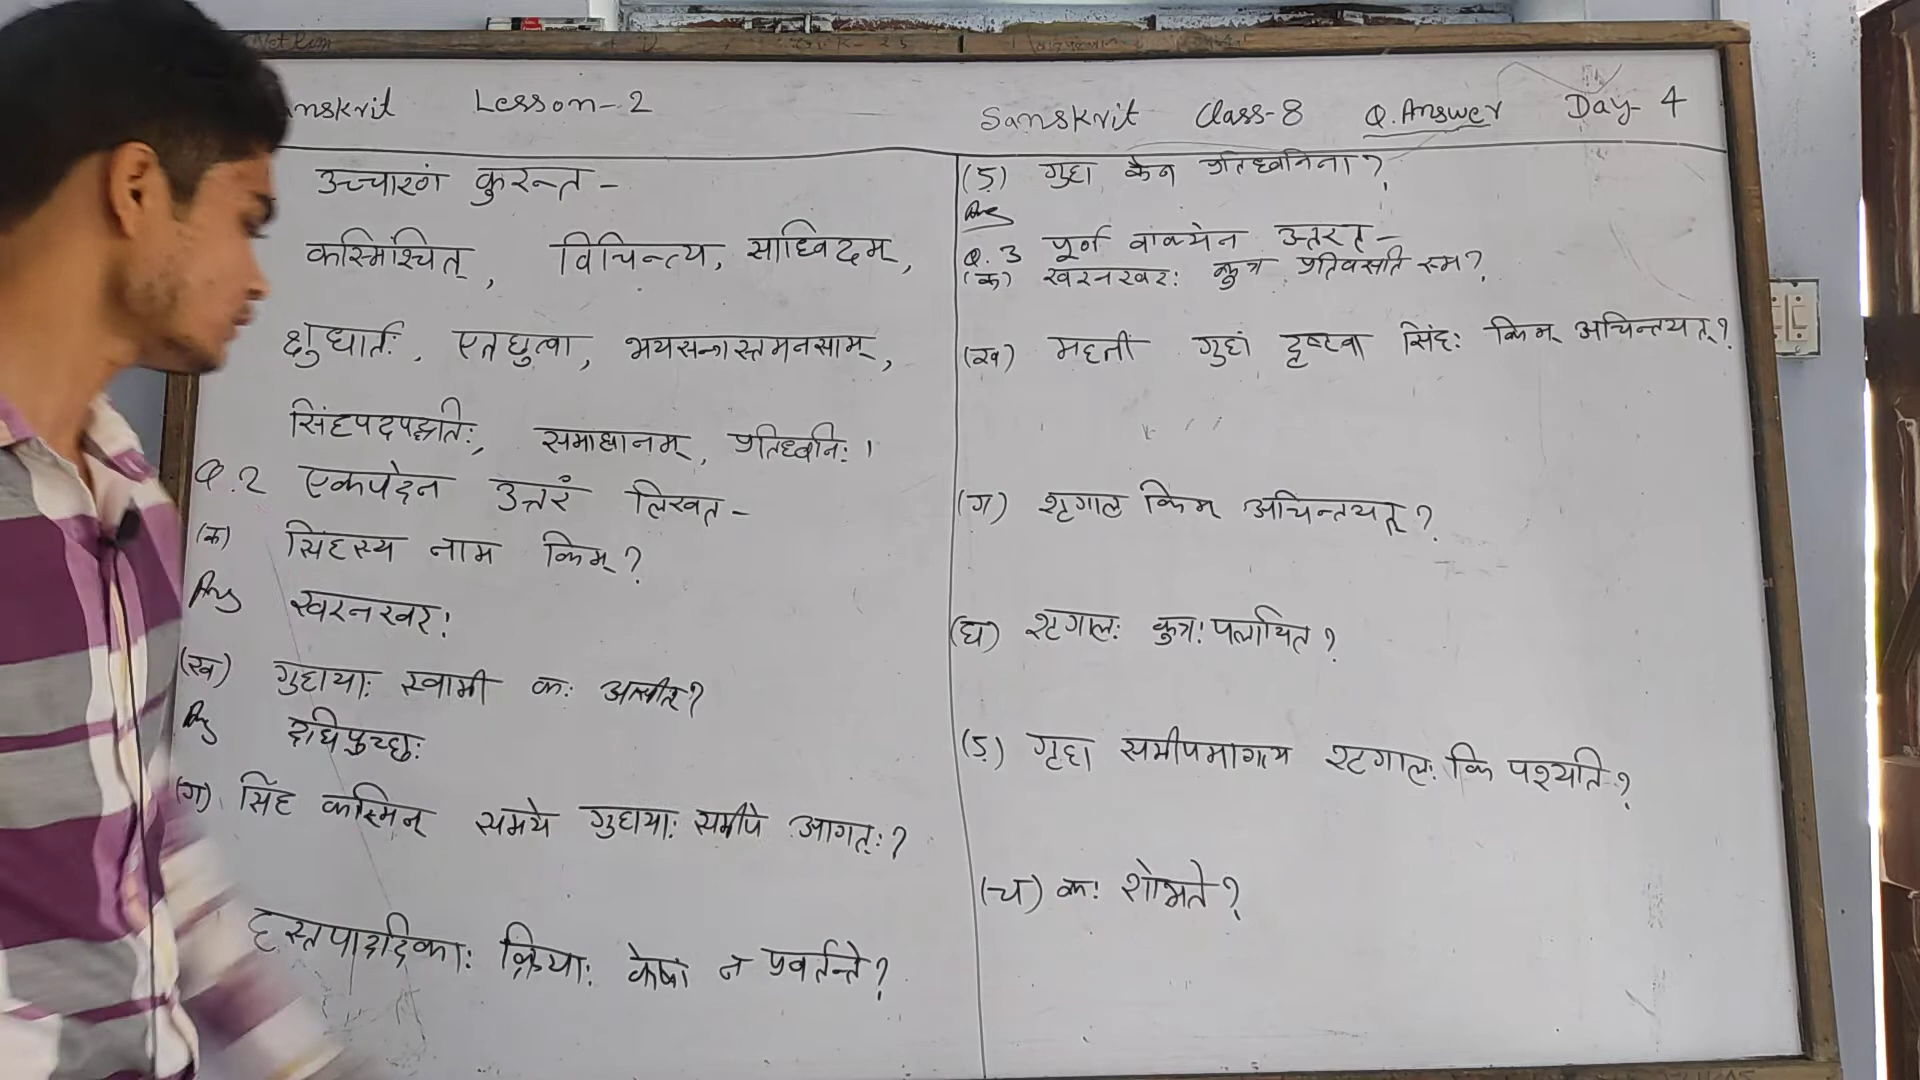 Sanskrit Lesson-2
उच्चारणं कुरुत -
कस्मिंश्चित्, विचिन्त्य, साध्विदम्,
क्षुधार्तः, एतच्छ्रुत्वा, भयसन्त्रस्तमनसाम्,
सिंहपदपद्धतिः, समाह्वानम्, प्रतिध्वनिः।
Q.2 एकपदेन उत्तरं लिखत -
(क) सिंहस्य नाम किम्?
Ans खरनखरः
(ख) गुहायाः स्वामी कः आसीत्?
Ans दधिपुच्छः
(ग) सिंह कस्मिन् समये गुहायाः समीपे आगतः?
हस्तपाददिकाः क्रियाः केषां न प्रवर्तन्ते?
Sanskrit Class-8 Q. Answer Day-4
(ड़) गुहा केन प्रतिध्वनिना?
Ans
Q.3 पूर्ण वाक्येन उत्तरत -
(क) खरनखरः कुत्र प्रतिवसति स्म?
(ख) महतीं गुहां दृष्टवा सिंहः किम् अचिन्तयत्?
(ग) शृगाल किम् अचिन्तयत्?
(घ) शृगालः कुत्रः पलायित?
(ड़) गृहा समीपमागत्य शृगालः कि पश्यति?
(च) कः शोभते?